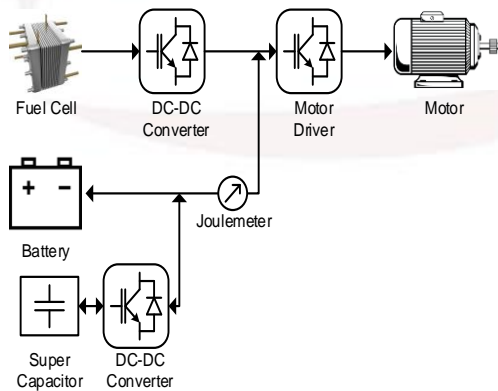 Fuel Cell
DC-DC
Converter
Motor
Driver
Motor
+ -
Battery
Joulemeter
Super
Capacitor
DC-DC
Converter